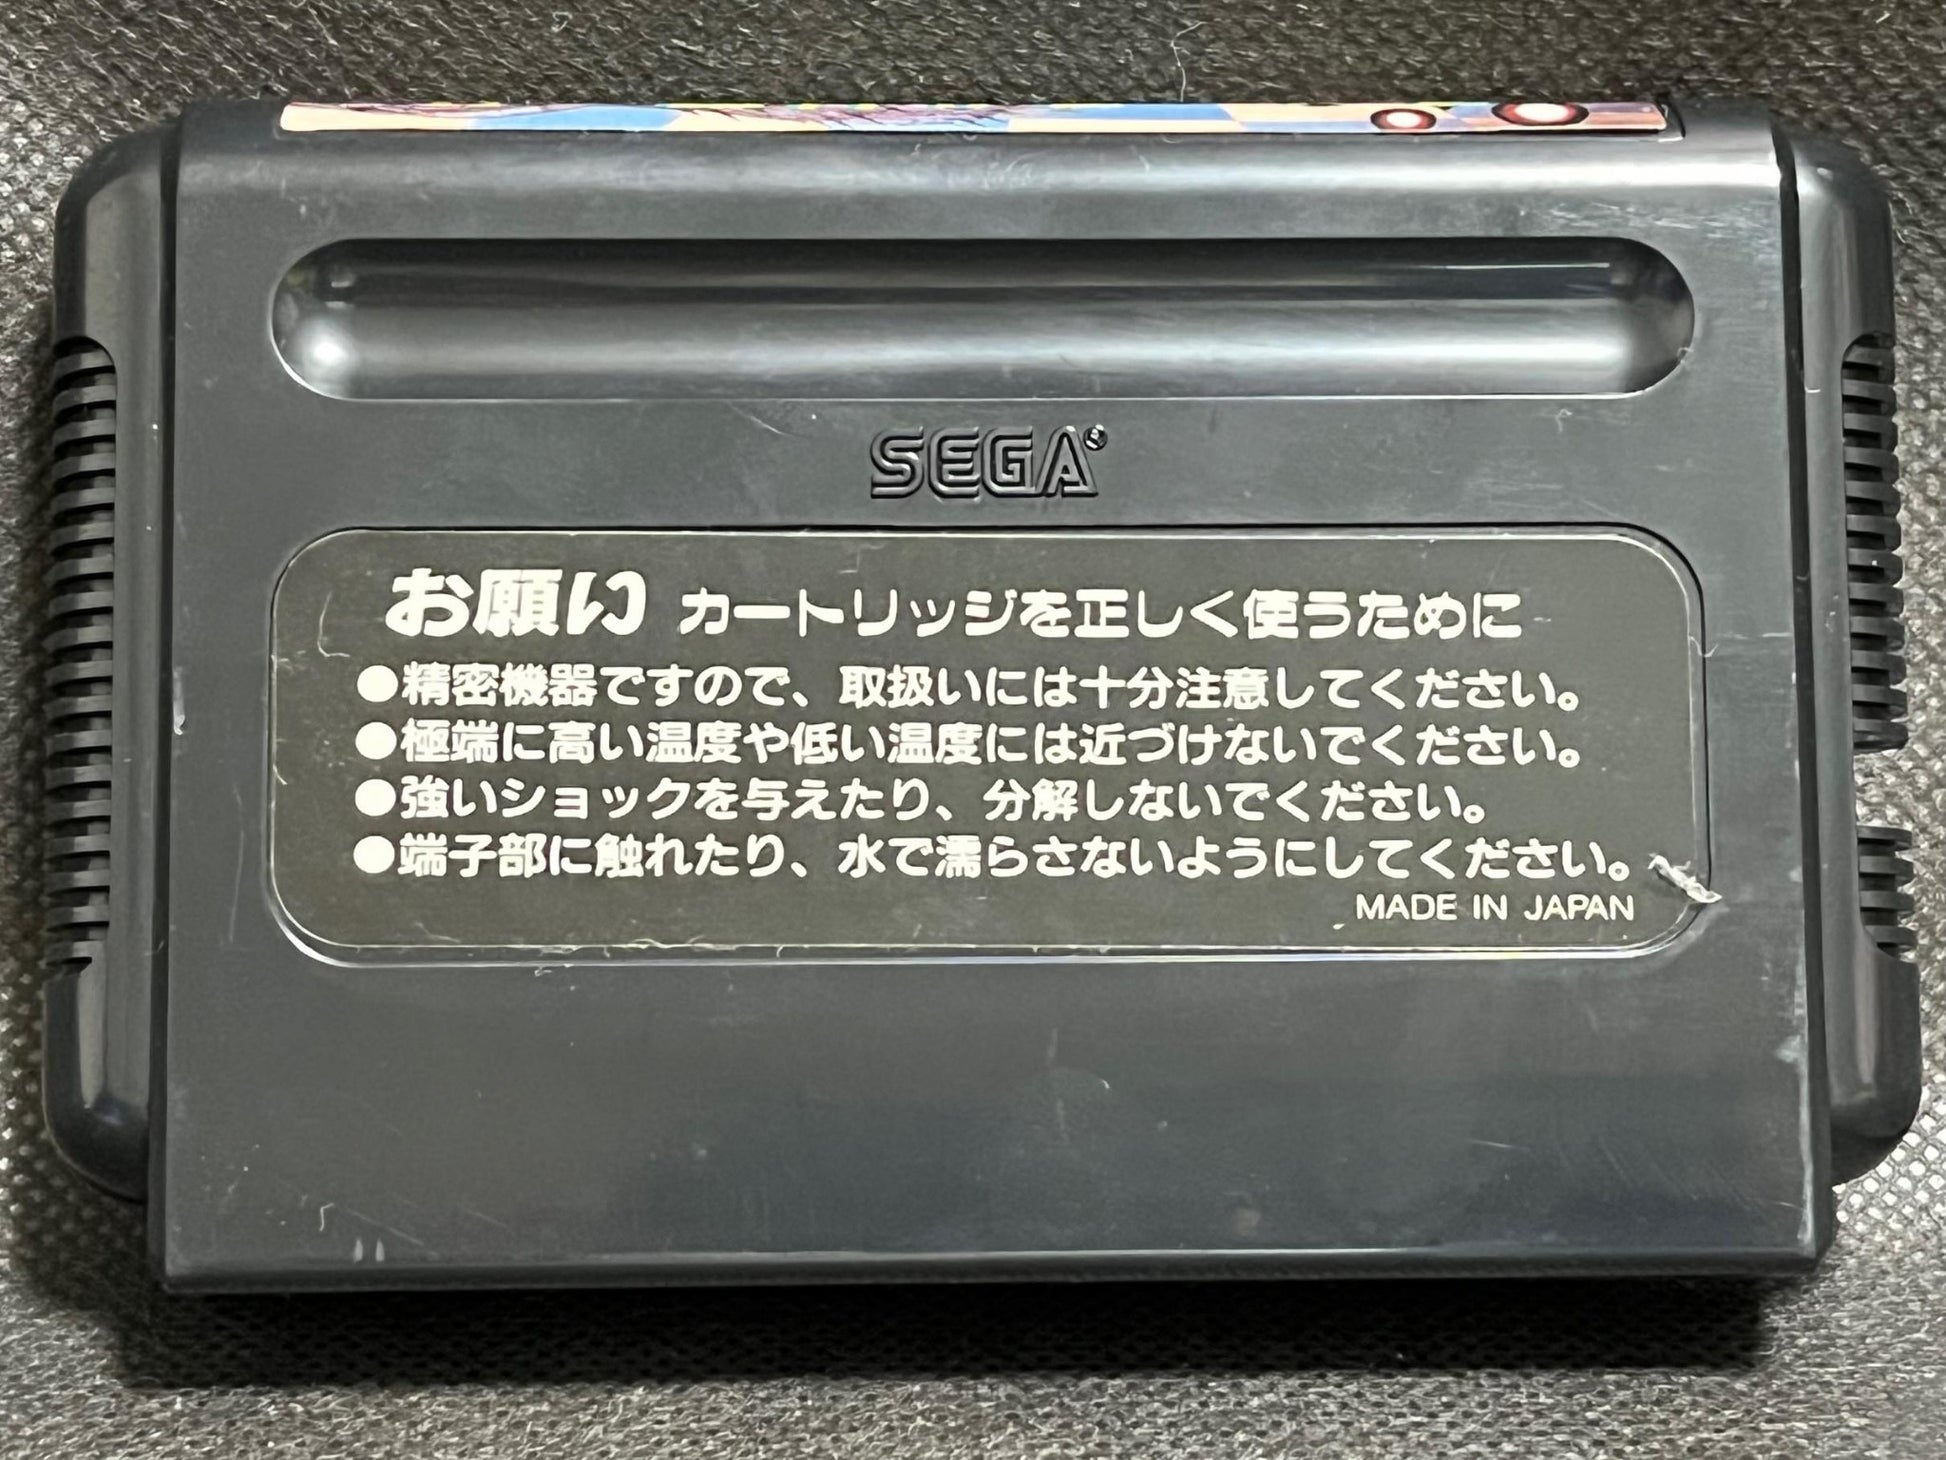 SEGA®
お願い カートリッジを正しく使うために
●精密機器ですので、取扱いには十分注意してください。
●極端に高い温度や低い温度には近づけないでください。
●強いショックを与えたり、分解しないでください。
●端子部に触れたり、水で濡らさないようにしてください。
MADE IN JAPAN